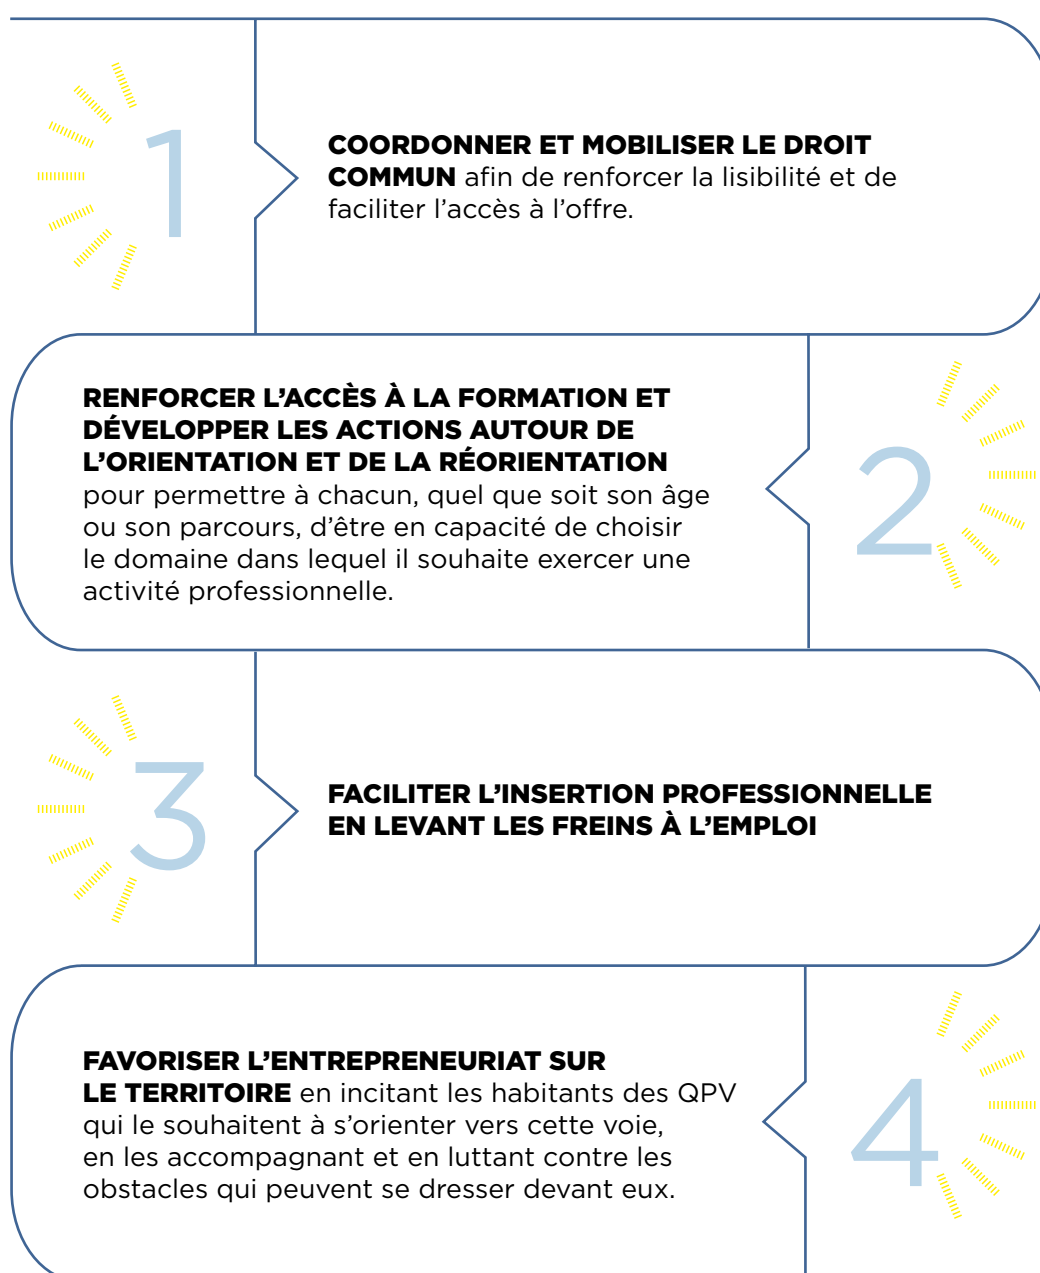 1
COORDONNER ET MOBILISER LE DROIT
COMMUN afin de renforcer la lisibilité et de
faciliter l’accès à l’offre.
RENFORCER L’ACCÈS À LA FORMATION ET
DÉVELOPPER LES ACTIONS AUTOUR DE
L’ORIENTATION ET DE LA RÉORIENTATION
pour permettre à chacun, quel que soit son âge
ou son parcours, d’être en capacité de choisir
le domaine dans lequel il souhaite exercer une
activité professionnelle.
2
3
FACILITER L’INSERTION PROFESSIONNELLE
EN LEVANT LES FREINS À L’EMPLOI
FAVORISER L’ENTREPRENEURIAT SUR
LE TERRITOIRE en incitant les habitants des QPV
qui le souhaitent à s’orienter vers cette voie,
en les accompagnant et en luttant contre les
obstacles qui peuvent se dresser devant eux.
4